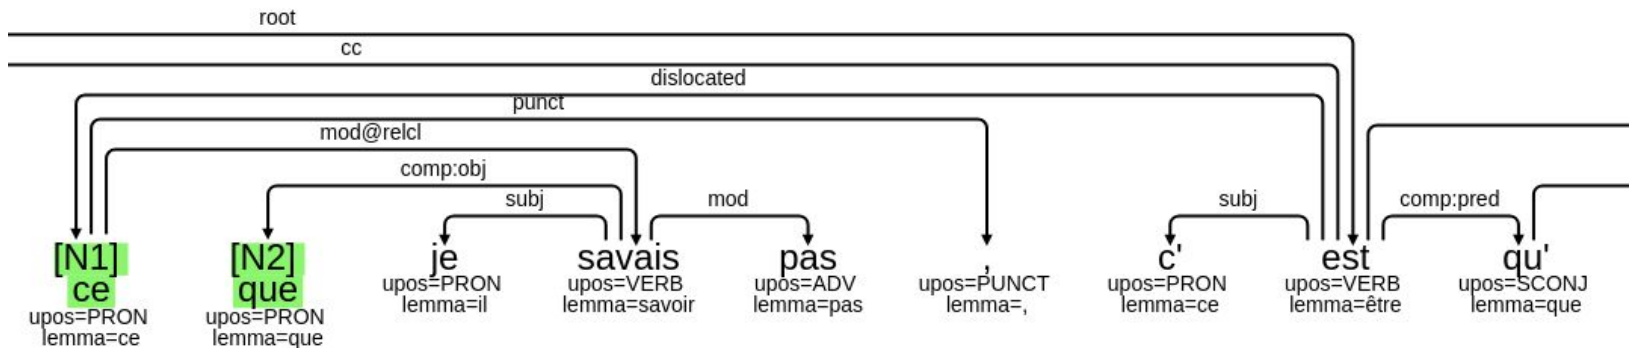 root
cc
dislocated
punct
mod@relcl
comp:obj
subj mod subj comp:pred
[N1] [N2] je savais pas , c' est qu'
ce que upos=PRON upos=VERB upos=ADV upos=PUNCT upos=PRON upos=VERB upos=SCONJ
lemma=il lemma=savoir lemma=pas lemma=, lemma=ce lemma=être lemma=que
upos=PRON upos=PRON
lemma=ce lemma=que